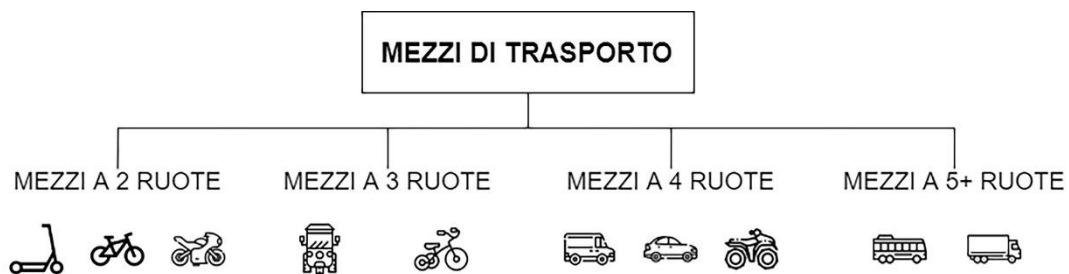 MEZZI DI TRASPORTO
MEZZI A 2 RUOTE
MEZZI A 3 RUOTE
MEZZI A 4 RUOTE
MEZZI A 5+ RUOTE